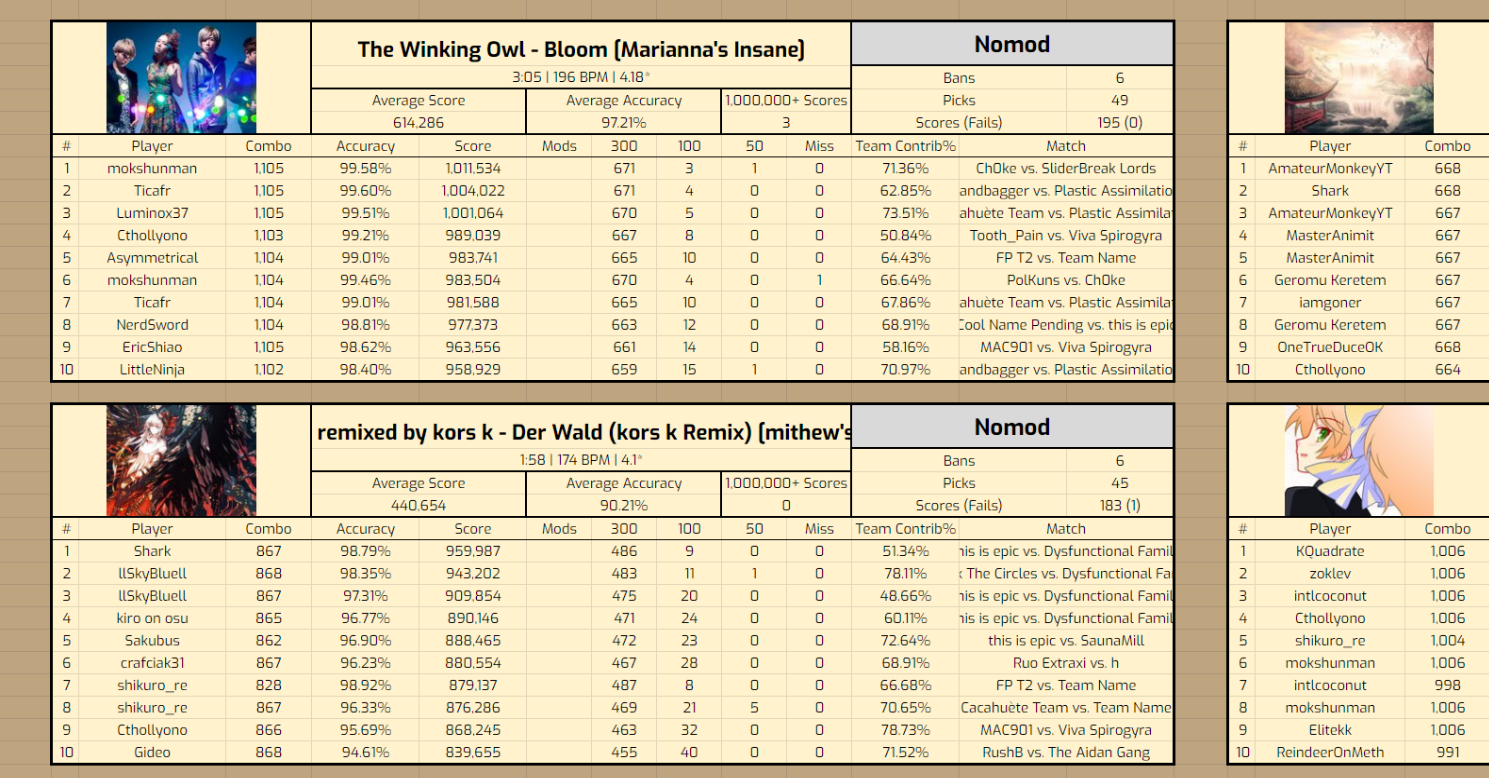 The Winking Owl - Bloom [Marianna's Insane]
3:05 | 196 BPM | 4.18*
Average Score Average Accuracy 1,000,000+ Scores
614,286 97.21% 3
Nomod
Bans 6
Picks 49
Scores (Fails) 195 (0)
# Player Combo Accuracy Score Mods 300 100 50 Miss Team Contrib% Match
1 mokshunman 1,105 99.58% 1,011,534 671 3 1 0 71.36% Ch0ke vs. SliderBreak Lords
2 Ticafr 1,105 99.60% 1,004,022 671 4 0 0 62.85% andbagger vs. Plastic Assimilatio
3 Luminox37 1,105 99.51% 1,001,064 670 5 0 0 73.51% ahuète Team vs. Plastic Assimila
4 Cthollyono 1,103 99.21% 989,039 667 8 0 0 50.84% Tooth_Pain vs. Viva Spirogyra
5 Asymmetrical 1,104 99.01% 983,741 665 10 0 0 64.43% FP T2 vs. Team Name
6 mokshunman 1,104 99.46% 983,504 670 4 0 1 66.64% PolKuns vs. Ch0ke
7 Ticafr 1,104 99.01% 981,588 665 10 0 0 67.86% ahuète Team vs. Plastic Assimila
8 NerdSword 1,104 98.81% 977,373 663 12 0 0 68.91% Cool Name Pending vs. this is epic
9 EricShiao 1,105 98.62% 963,556 661 14 0 0 58.16% MAC901 vs. Viva Spirogyra
10 LittleNinja 1,102 98.40% 958,929 659 15 1 0 70.97% andbagger vs. Plastic Assimilatio
# Player Combo
1 AmateurMonkeyYT 668
2 Shark 668
3 AmateurMonkeyYT 667
4 MasterAnimit 667
5 MasterAnimit 667
6 Geromu Keretem 667
7 iamgoner 667
8 Geromu Keretem 667
9 OneTrueDuceOK 668
10 Cthollyono 664
remixed by kors k - Der Wald (kors k Remix) [mithew's
1:58 | 174 BPM | 4.1*
Average Score Average Accuracy 1,000,000+ Scores
440,654 90.21% 0
Nomod
Bans 6
Picks 45
Scores (Fails) 183 (1)
# Player Combo Accuracy Score Mods 300 100 50 Miss Team Contrib% Match
1 Shark 867 98.79% 959,987 486 9 0 0 51.34% his is epic vs. Dysfunctional Famil
2 llSkyBluell 868 98.35% 943,202 483 11 1 0 78.11% The Circles vs. Dysfunctional Fa
3 llSkyBluell 867 97.31% 909,854 475 20 0 0 48.66% his is epic vs. Dysfunctional Famil
4 kiro on osu 865 96.77% 890,146 471 24 0 0 60.11% his is epic vs. Dysfunctional Famil
5 Sakubus 862 96.90% 888,465 472 23 0 0 72.64% this is epic vs. SaunaMill
6 crafciak31 867 96.23% 880,554 467 28 0 0 68.91% Ruo Extraxi vs. h
7 shikuro_re 828 98.92% 879,137 487 8 0 0 66.68% FP T2 vs. Team Name
8 shikuro_re 867 96.33% 876,286 469 21 5 0 70.65% Cacahuète Team vs. Team Name
9 Cthollyono 866 95.69% 868,245 463 32 0 0 78.73% MAC901 vs. Viva Spirogyra
10 Gideo 868 94.61% 839,655 455 40 0 0 71.52% RushB vs. The Aidan Gang
# Player Combo
1 KQuadrate 1,006
2 zoklev 1,006
3 intlcoconut 1,006
4 Cthollyono 1,006
5 shikuro_re 1,004
6 mokshunman 1,006
7 intlcoconut 998
8 mokshunman 1,006
9 Elitekk 1,006
10 ReindeerOnMeth 991